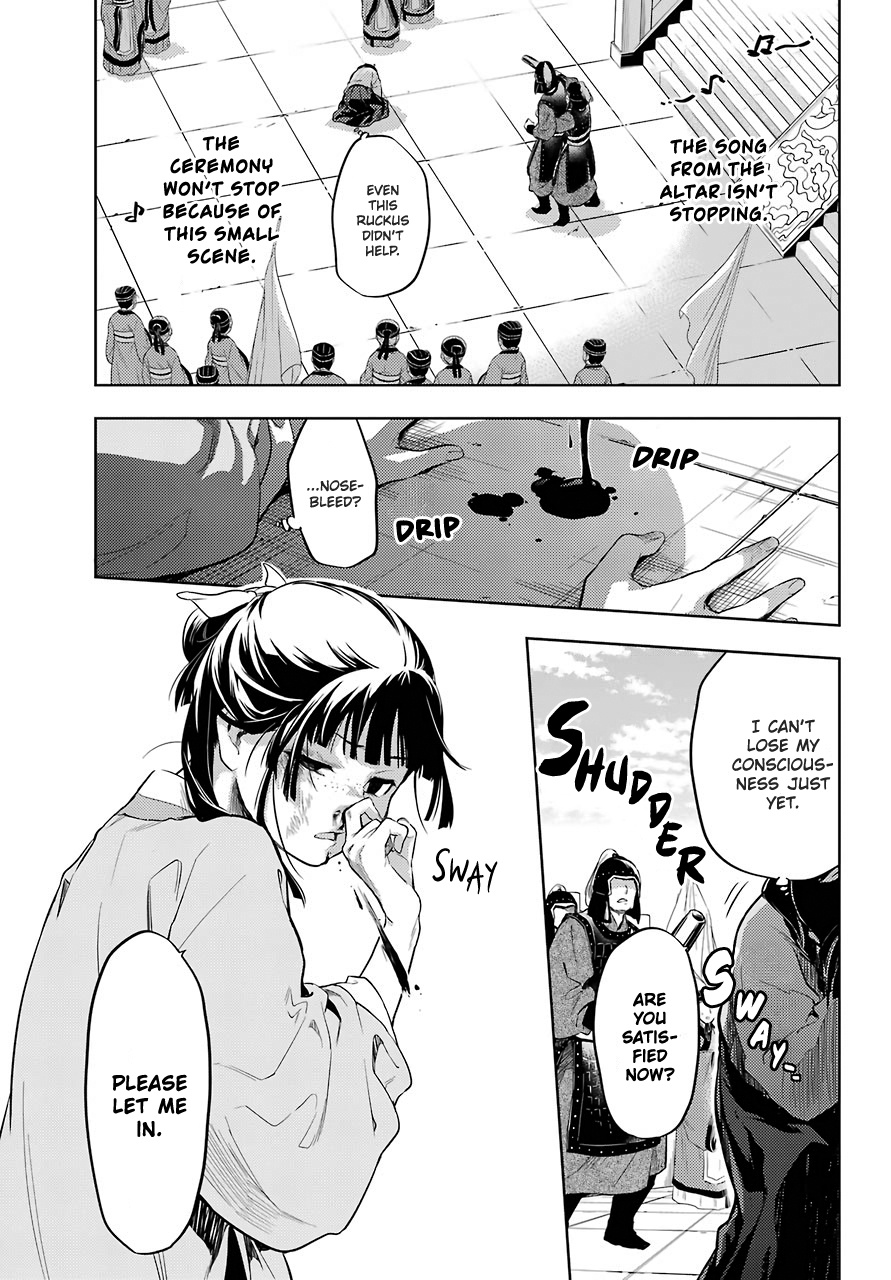 THE SONG
FROM THE
ALTAR ISN'T
STOPPING.
EVEN
THIS
RUCKUS
DIDN'T
HELP.
THE
CEREMONY
WON'T STOP
BECAUSE OF
THIS SMALL
SCENE.
DRIP
...NOSE-
BLEED?
DRIP
I CAN'T
LOSE MY
CONSCIOUS-
NESS JUST
YET.
SHUDDER
SWAY
ARE
YOU
SATIS-
FIED
NOW?
SWAY
PLEASE
LET ME
IN.